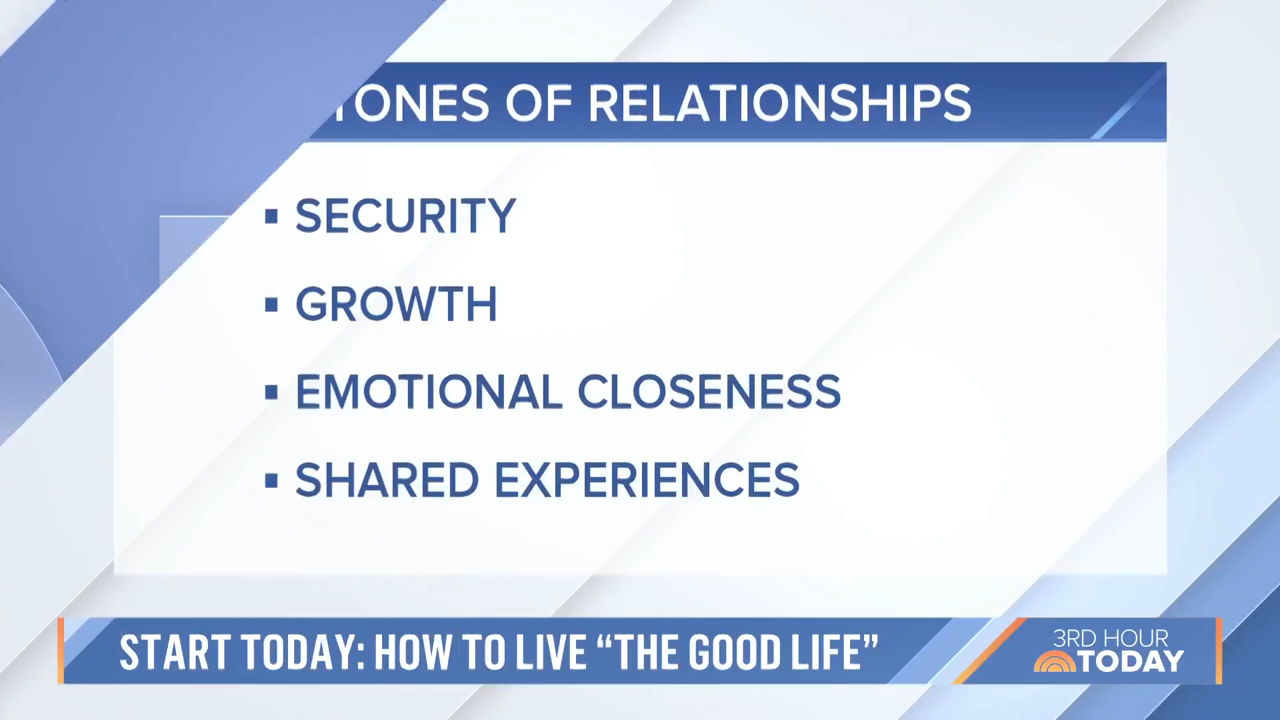 TONES OF RELATIONSHIPS
▪ SECURITY
▪ GROWTH
▪ EMOTIONAL CLOSENESS
▪ SHARED EXPERIENCES
START TODAY: HOW TO LIVE “THE GOOD LIFE”
3RD HOUR
TODAY